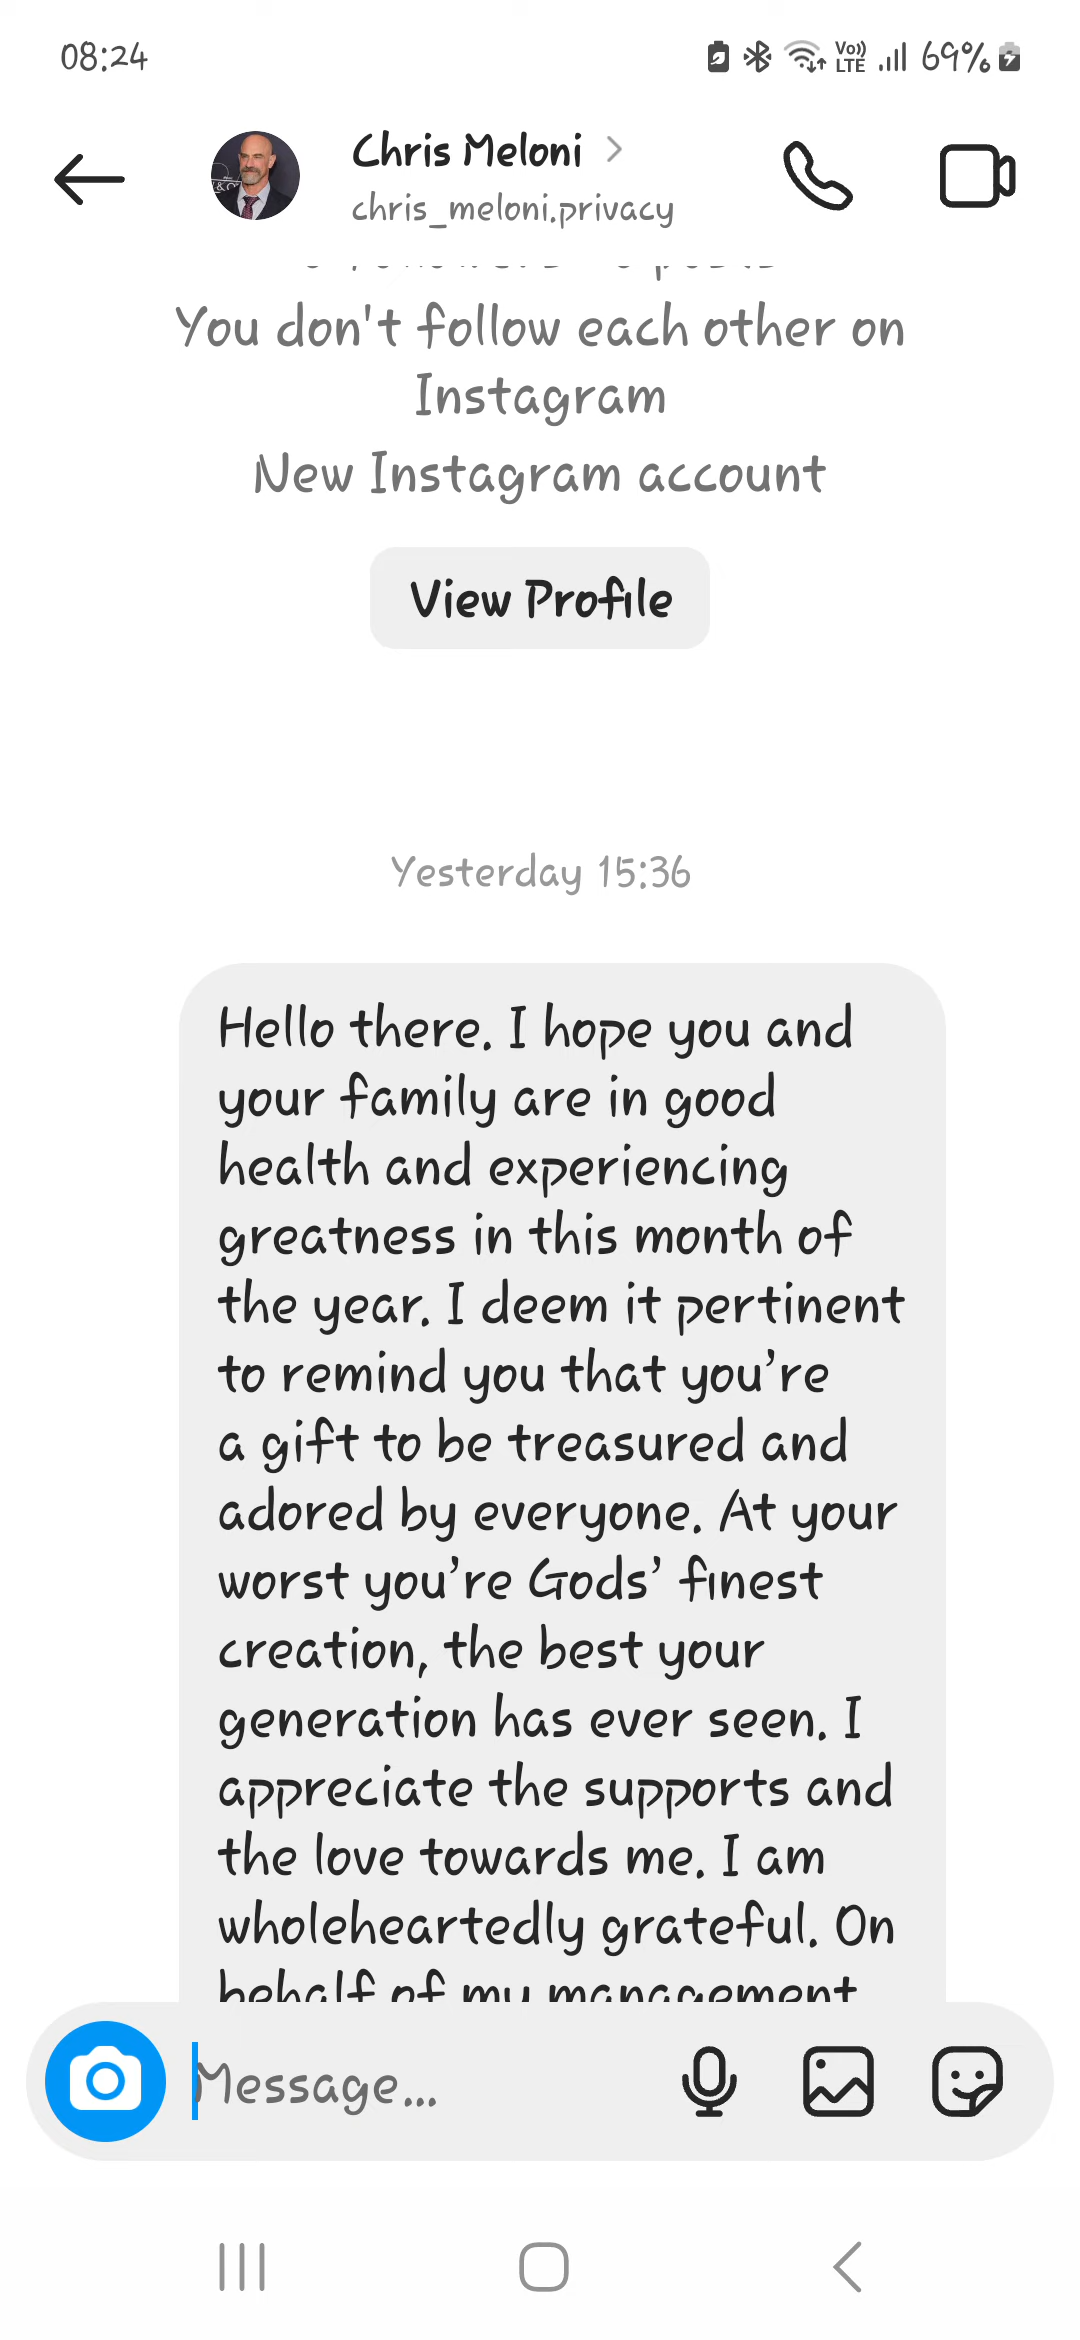 08:24
Vo)) LTE 69%
Chris Meloni
chris_meloni.privacy
You don't follow each other on
Instagram
New Instagram account
View Profile
Yesterday 15:36
Hello there. I hope you and
your family are in good
health and experiencing
greatness in this month of
the year. I deem it pertinent
to remind you that you’re
a gift to be treasured and
adored by everyone. At your
worst you’re Gods’ finest
creation, the best your
generation has ever seen. I
appreciate the supports and
the love towards me. I am
wholeheartedly grateful. On
behalf of my management
Message...